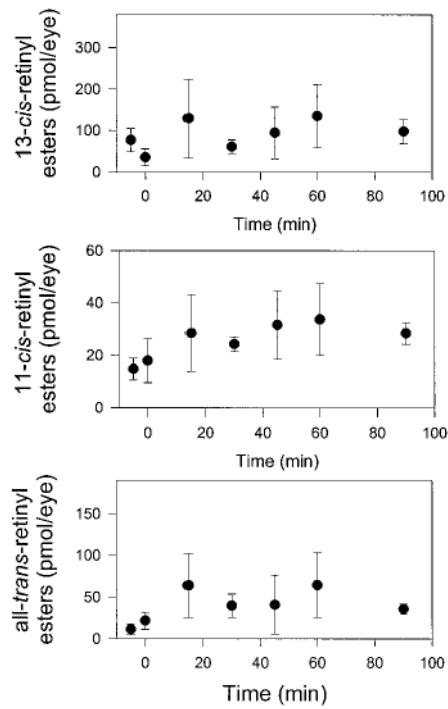 13-cis-retinyl
esters (pmol/eye)
300
200
100
0
0 20 40 60 80 100
Time (min)
11-cis-retinyl
esters (pmol/eye)
60
40
20
0
0 20 40 60 80 100
Time (min)
all-trans-retinyl
esters (pmol/eye)
150
100
50
0
0 20 40 60 80 100
Time (min)